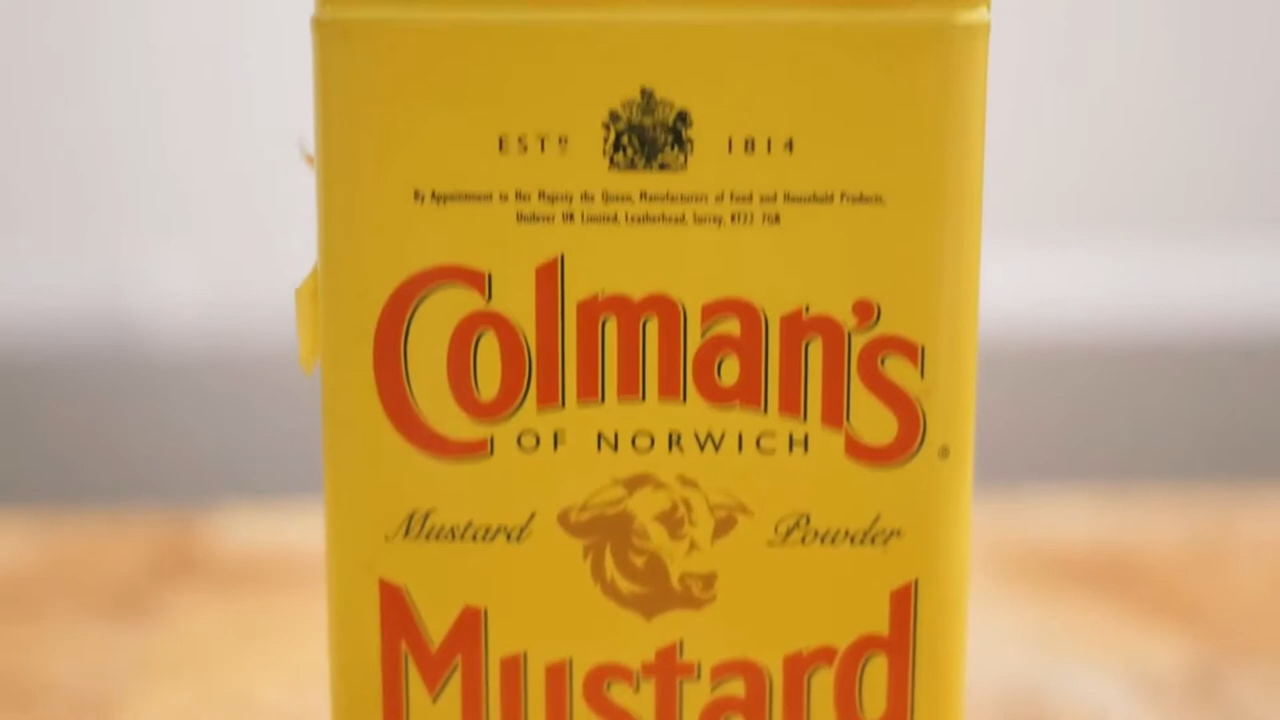 ESTD 1814
By Appointment to Her Majesty the Queen, Manufacturers of Food and Household Products,
Unilever UK Limited, Leatherhead, Surrey, KT22 7GR
Colman's
OF NORWICH ®
Mustard Powder
Mustard